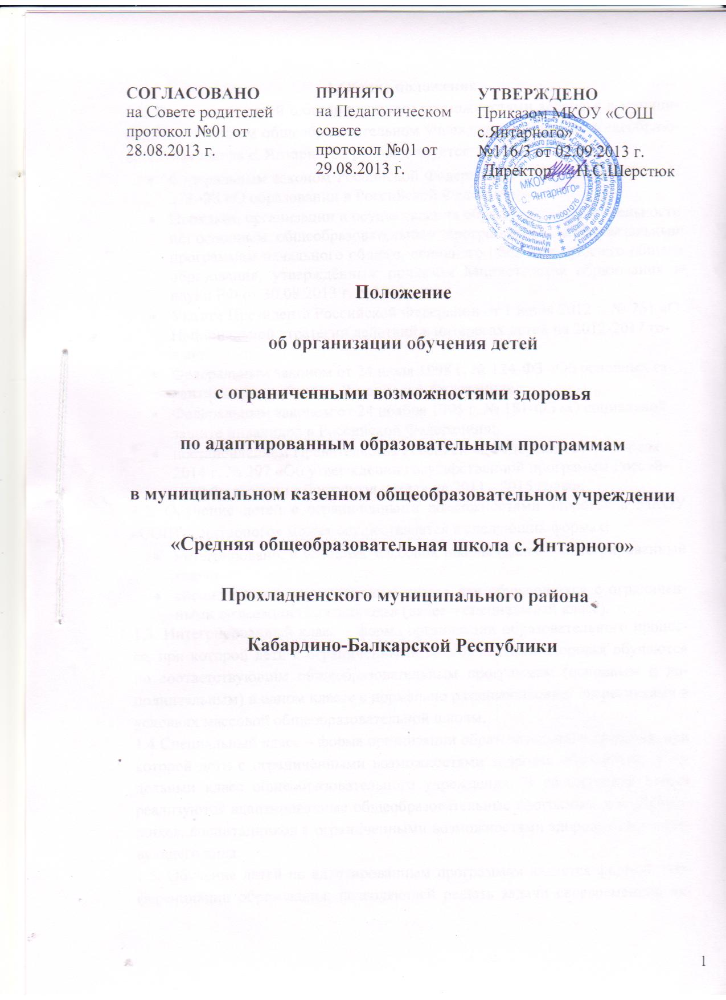 СОГЛАСОВАНО
на Совете родителей
протокол №01 от
28.08.2013 г.
ПРИНЯТО
на Педагогическом
совете
протокол №01 от
29.08.2013 г.
УТВЕРЖДЕНО
Приказом МКОУ «СОШ
с.Янтарного»
№116/3 от 02.09.2013 г.
Директор Н.С.Шерстюк
МКОУ «СОШ
с. Янтарного»
Положение
об организации обучения детей
с ограниченными возможностями здоровья
по адаптированным образовательным программам
в муниципальном казенном общеобразовательном учреждении
«Средняя общеобразовательная школа с. Янтарного»
Прохладненского муниципального района
Кабардино-Балкарской Республики
1